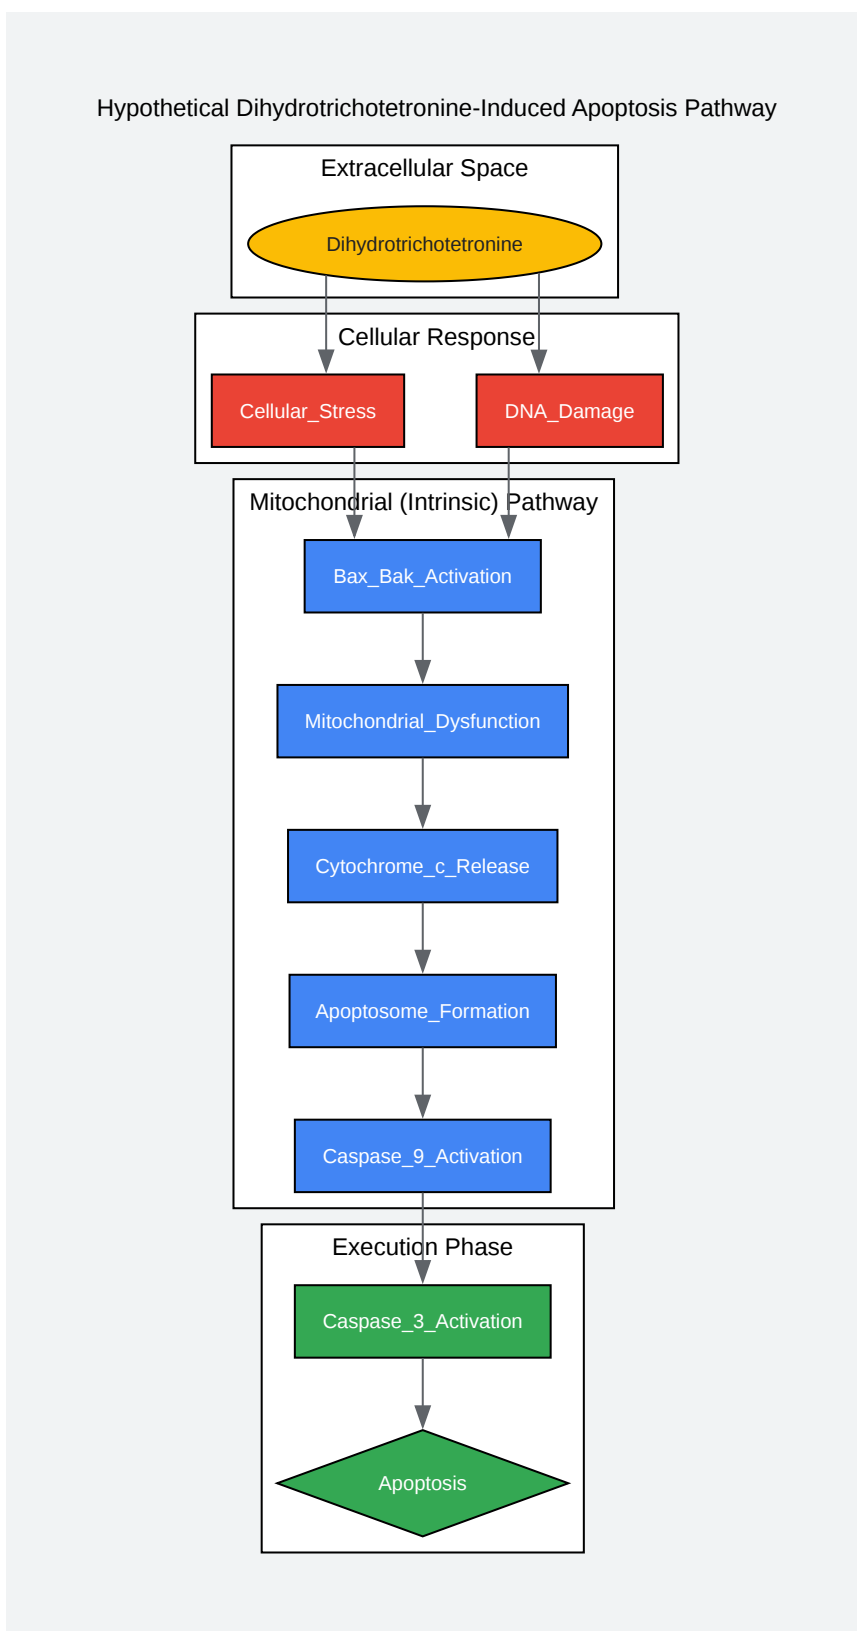 Hypothetical Dihydrotrichotetronine-Induced Apoptosis Pathway
Extracellular Space
Dihydrotrichotetronine
Cellular Response
Cellular_Stress
DNA_Damage
Mitochondrial (Intrinsic) Pathway
Bax_Bak_Activation
Mitochondrial_Dysfunction
Cytochrome_c_Release
Apoptosome_Formation
Caspase_9_Activation
Execution Phase
Caspase_3_Activation
Apoptosis